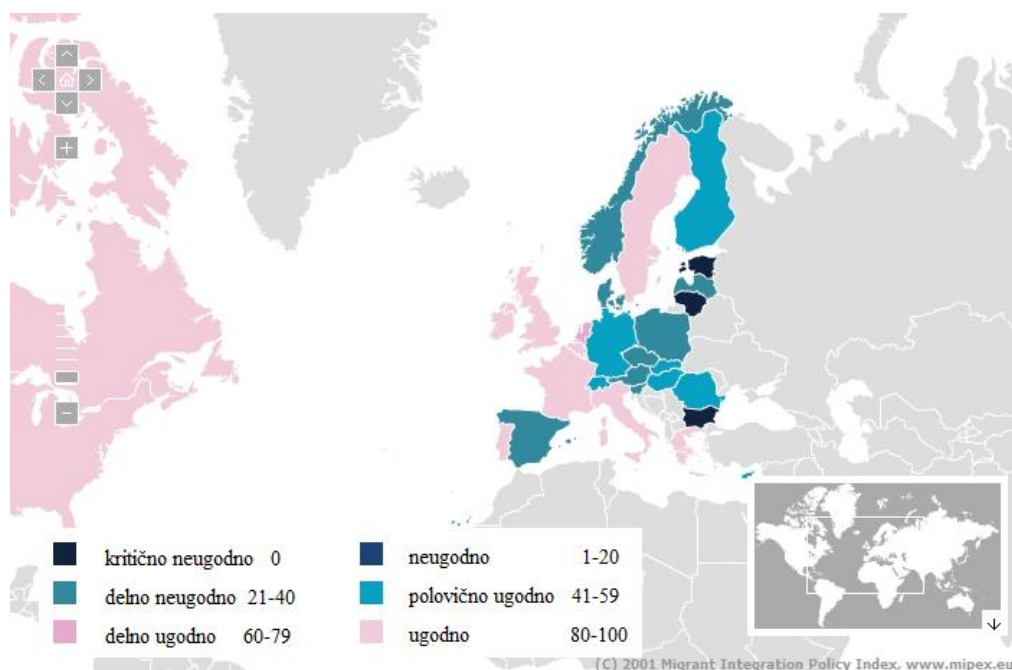 kritično neugodno 0
neugodno 1-20
delno neugodno 21-40
polovično ugodno 41-59
delno ugodno 60-79
ugodno 80-100
(C) 2001 Migrant Integration Policy Index, www.mipex.eu